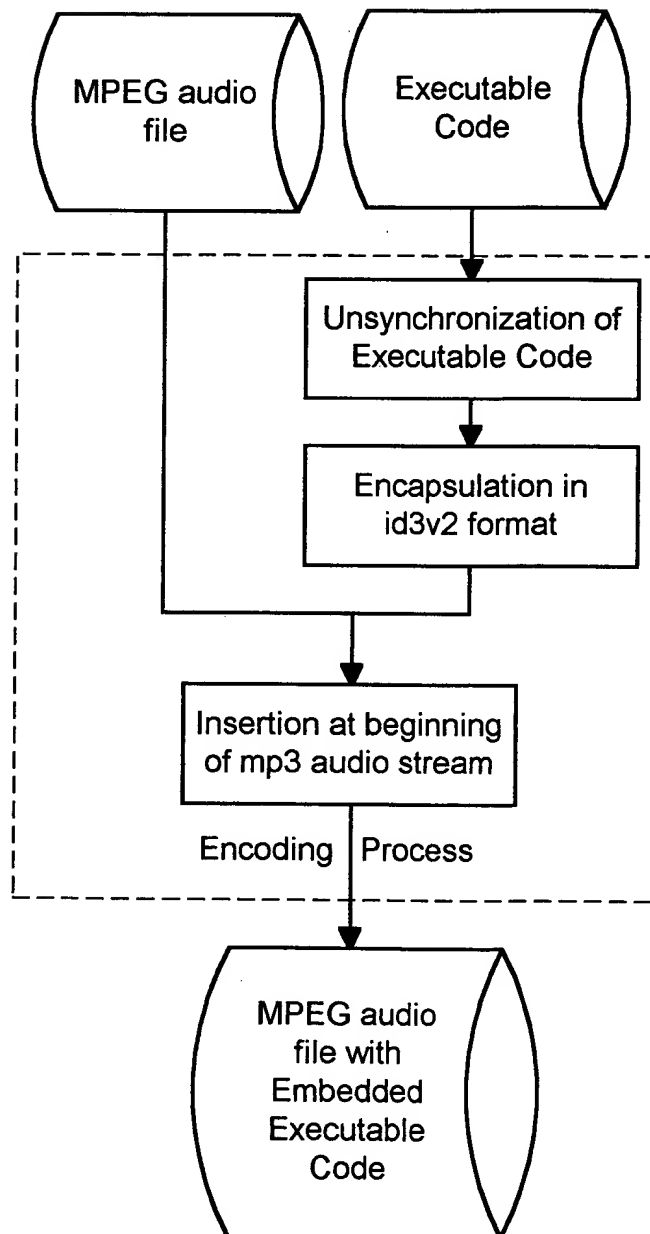 MPEG audio
file
Executable
Code
Unsynchronization of
Executable Code
Encapsulation in
id3v2 format
Insertion at beginning
of mp3 audio stream
Encoding Process
MPEG audio
file with
Embedded
Executable
Code